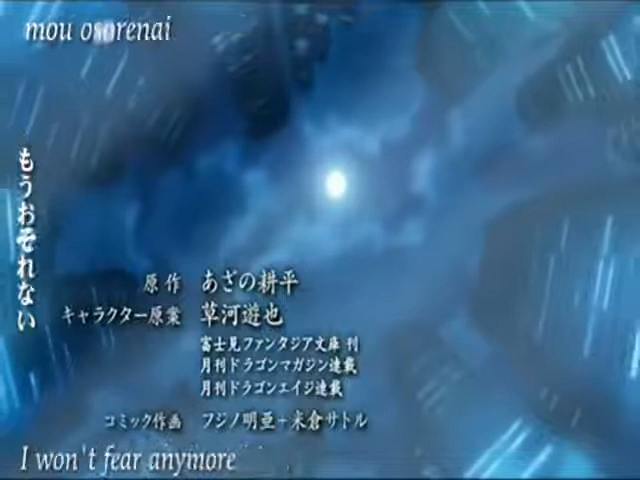 mou osorenai
もうおそれない
原作 あざの耕平
キャラクター原案 草河遊也
富士見ファンタジア文庫 刊
月刊ドラゴンマガジン連載
月刊ドラゴンエイジ連載
コミック作画 フジノ明亜+米倉サトル
I won't fear anymore